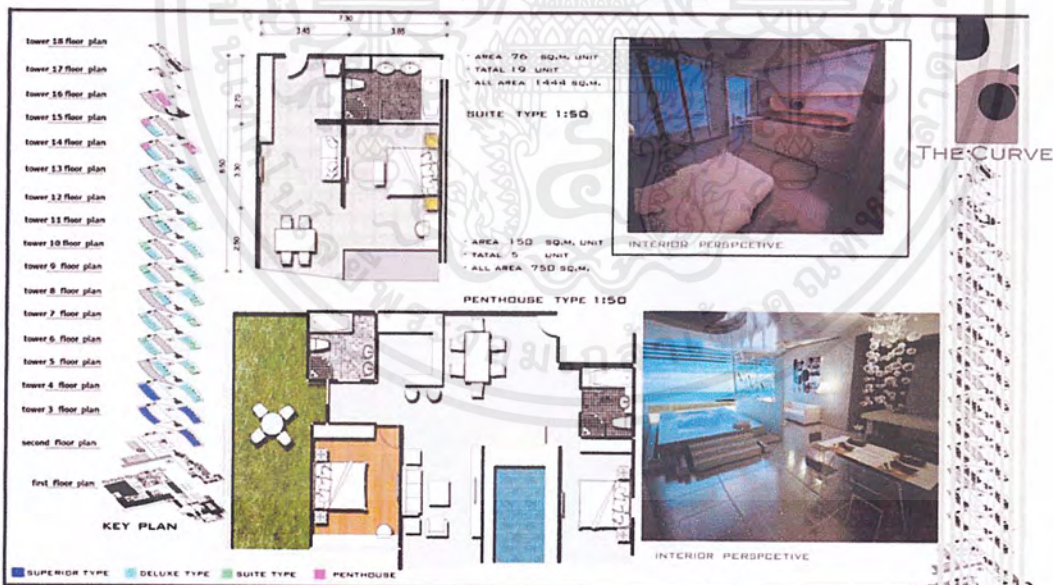 tower 18 floor plan
tower 17 floor plan
tower 16 floor plan
tower 15 floor plan
tower 14 floor plan
tower 13 floor plan
tower 12 floor plan
tower 11 floor plan
tower 10 floor plan
tower 9 floor plan
tower 8 floor plan
tower 7 floor plan
tower 6 floor plan
tower 5 floor plan
tower 4 floor plan
tower 3 floor plan
second floor plan
first floor plan
KEY PLAN
7.30
3.45
3.85
2.70
3.30
8.50
2.50
AREA 76 SQ.M. UNIT
TATAL 19 UNIT
ALL AREA 1444 SQ.M.
SUITE TYPE 1:50
INTERIOR PERSPCETIVE
THE CURVE
AREA 150 SQ.M. UNIT
TATAL 5 UNIT
ALL AREA 750 SQ.M.
PENTHOUSE TYPE 1:50
INTERIOR PERSPCETIVE
SUPERIOR TYPE
DELUXE TYPE
SUITE TYPE
PENTHOUSE